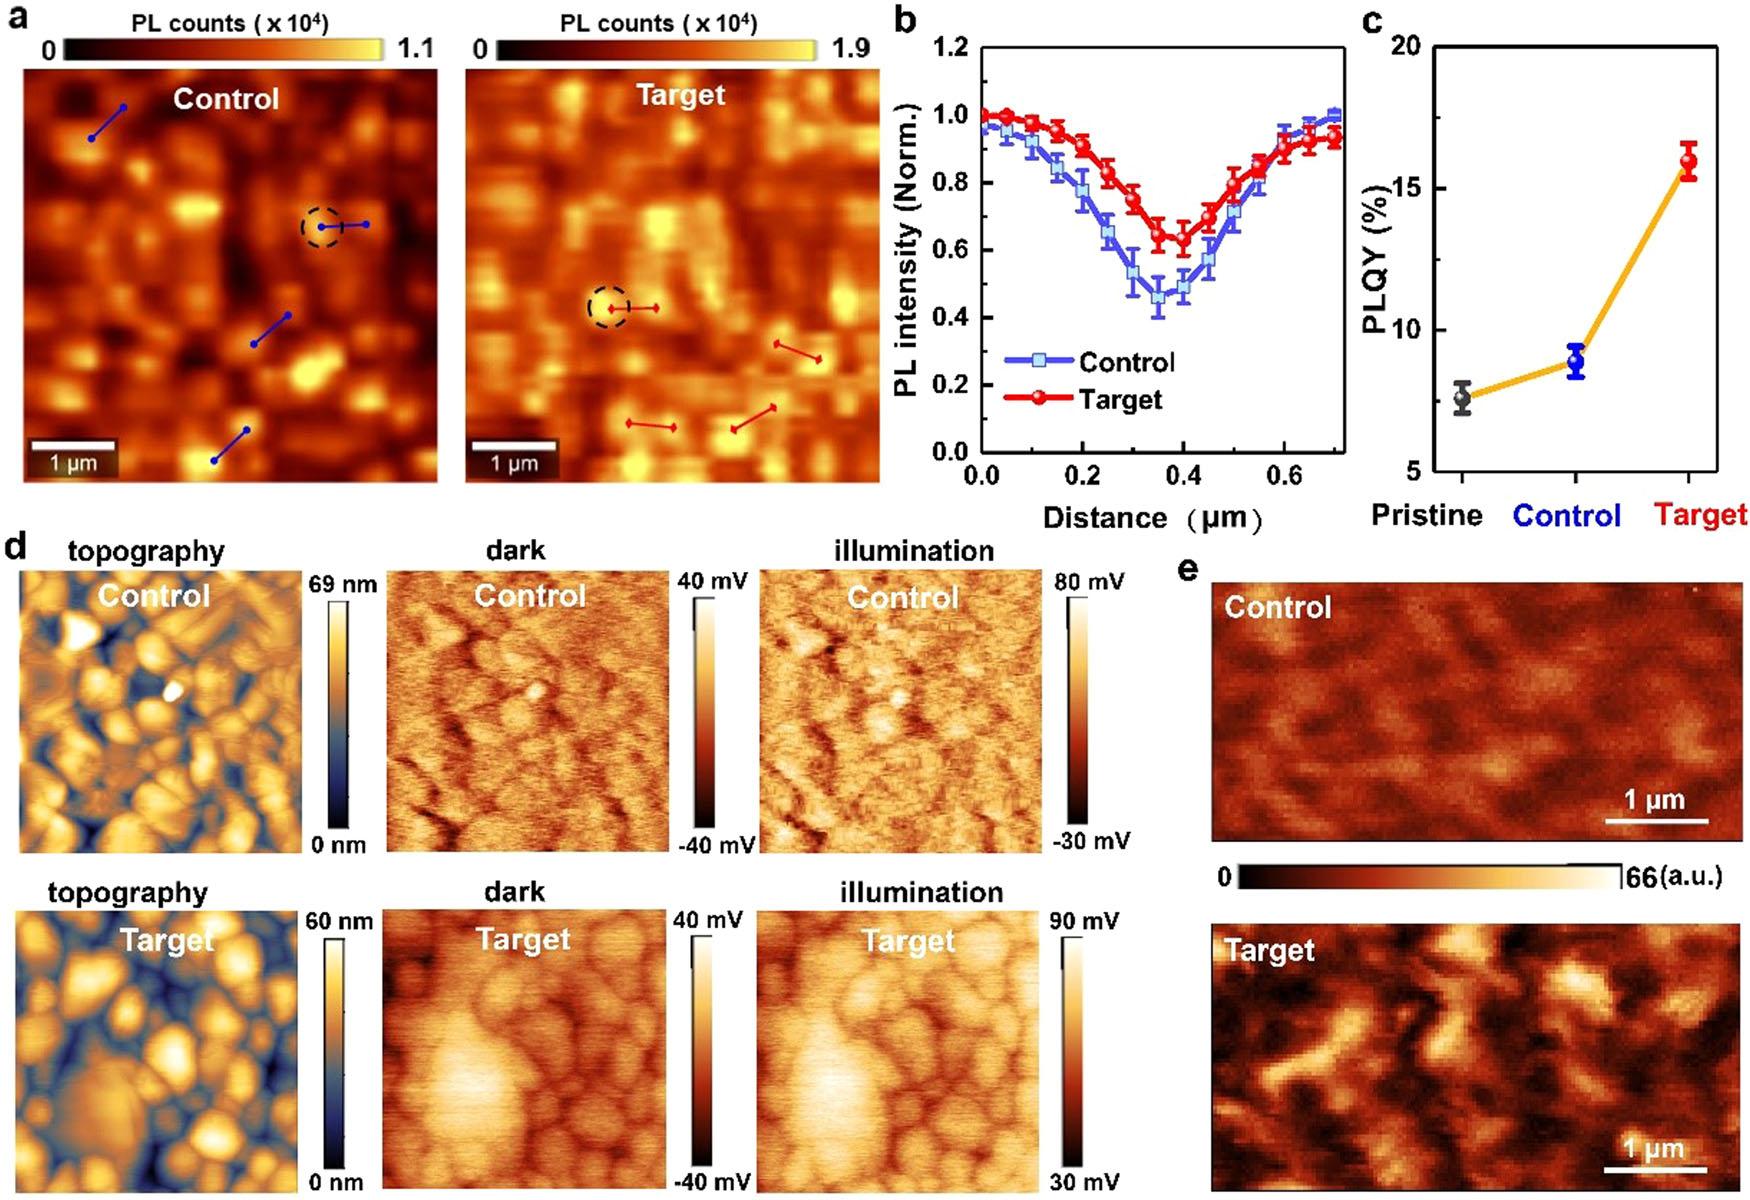 a
PL counts ( x 10⁴)
0
1.1
Control
1 µm
PL counts ( x 10⁴)
0
1.9
Target
1 µm
b
1.2
1.0
0.8
0.6
0.4
0.2
0.0
PL intensity (Norm.)
Control
Target
0.0
0.2
0.4
0.6
Distance (µm)
c
20
15
10
5
PLQY (%)
Pristine
Control
Target
d
topography
Control
69 nm
0 nm
dark
Control
40 mV
-40 mV
illumination
Control
80 mV
-30 mV
topography
Target
60 nm
0 nm
dark
Target
40 mV
-40 mV
illumination
Target
90 mV
30 mV
e
Control
1 µm
0
66(a.u.)
Target
1 µm